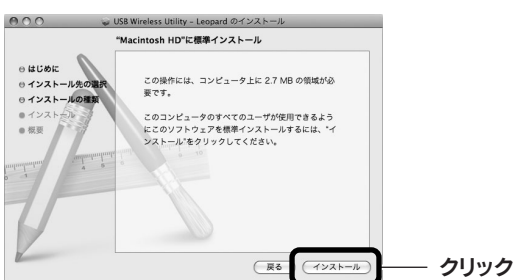 USB Wireless Utility – Leopard のインストール
"Macintosh HD"に標準インストール
はじめに
インストール先の選択
インストールの種類
インストール
概要
この操作には、コンピュータ上に 2.7 MB の領域が必
要です。
このコンピュータのすべてのユーザが使用できるよう
にこのソフトウェアを標準インストールするには、"イ
ンストール"をクリックしてください。
戻る
インストール
クリック